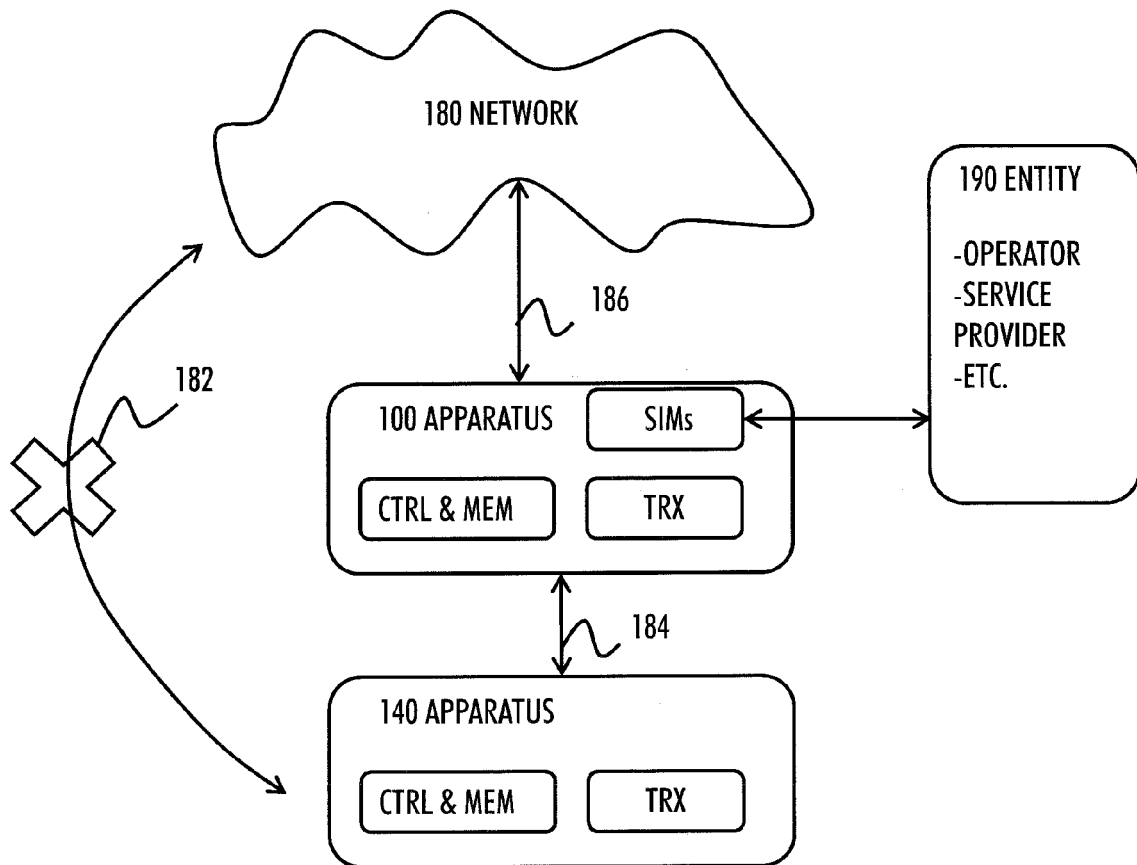 180 NETWORK
190 ENTITY
-OPERATOR
-SERVICE
PROVIDER
-ETC.
186
182
100 APPARATUS
SIMs
CTRL & MEM
TRX
184
140 APPARATUS
CTRL & MEM
TRX